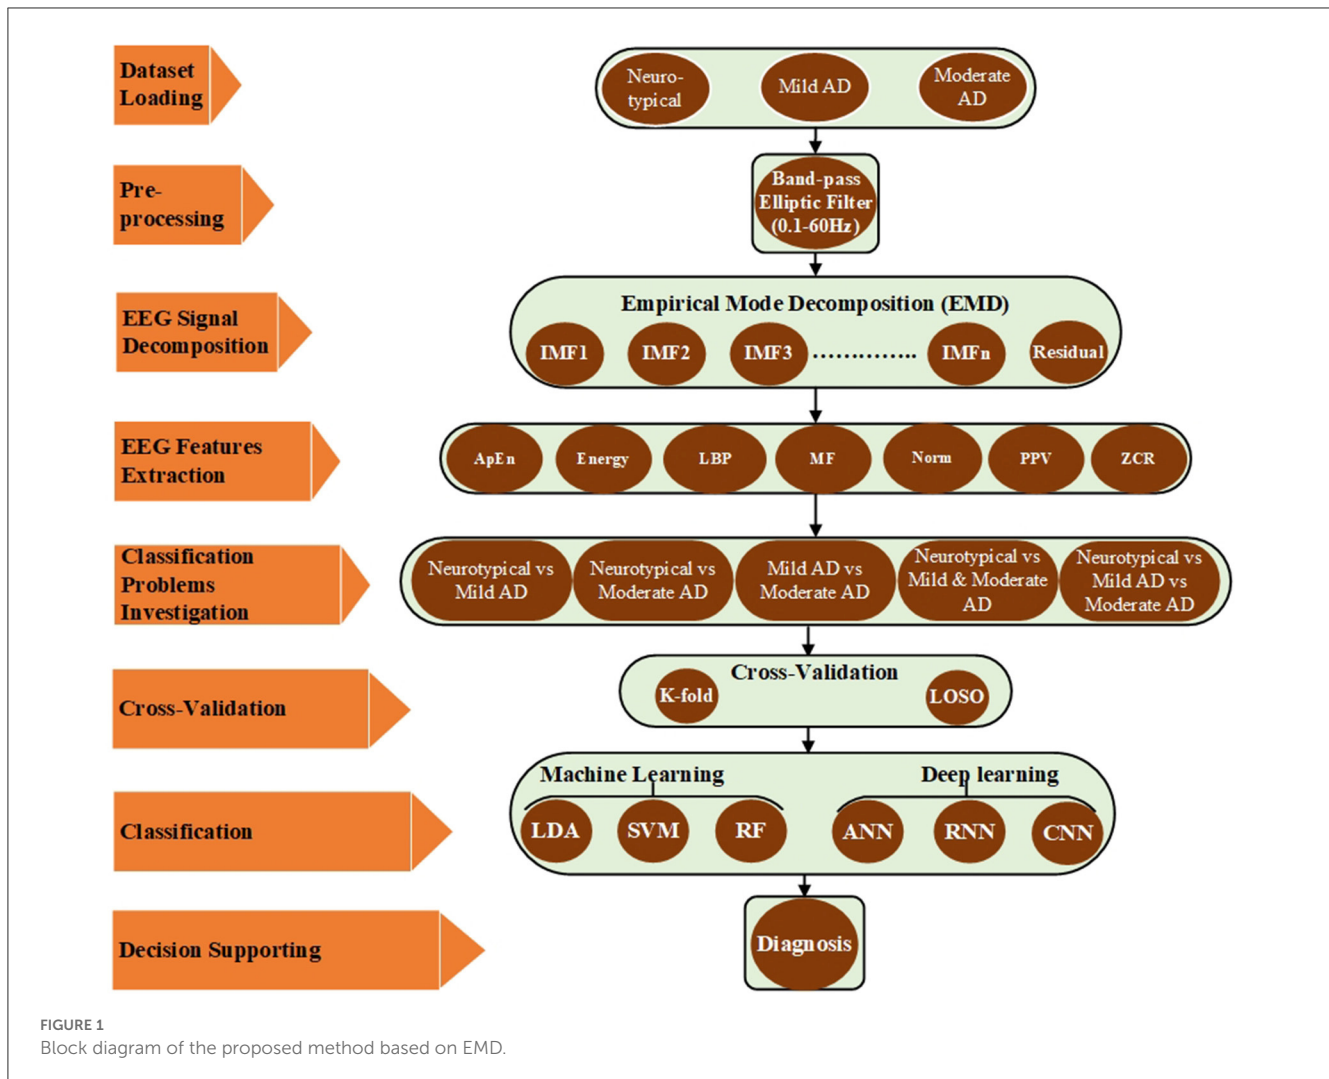 Dataset
Loading
Neuro-
typical
Mild AD
Moderate
AD
Pre-
processing
Band-pass
Elliptic Filter
(0.1-60Hz)
EEG Signal
Decomposition
Empirical Mode Decomposition (EMD)
IMF1
IMF2
IMF3
...............
IMFn
Residual
EEG Features
Extraction
ApEn
Energy
LBP
MF
Norm
PPV
ZCR
Classification
Problems
Investigation
Neurotypical vs
Mild AD
Neurotypical vs
Moderate AD
Mild AD vs
Moderate AD
Neurotypical vs
Mild & Moderate
AD
Neurotypical vs
Mild AD vs
Moderate AD
Cross-Validation
Cross-Validation
K-fold
LOSO
Classification
Machine Learning
LDA
SVM
RF
Deep learning
ANN
RNN
CNN
Decision Supporting
Diagnosis
FIGURE 1
Block diagram of the proposed method based on EMD.